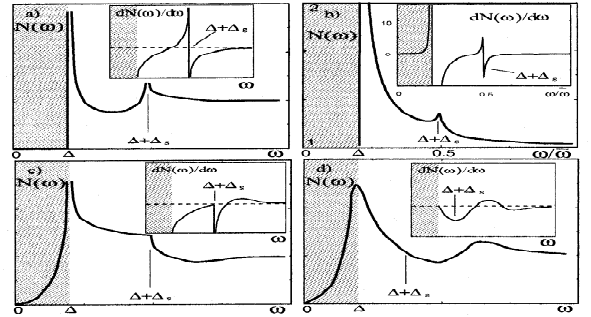 a)
N(ω)
dN(ω)/dω
Δ+Δs
ω
Δ+Δs
0
Δ
ω
2
b)
N(ω)
dN(ω)/dω
10
0
0
0.5
Δ+Δs
ω/ω̄
Δ+Δs
1
0
Δ
0.5
ω/ω̄
c)
N(ω)
dN(ω)/dω
Δ+Δs
ω
Δ+Δs
0
Δ
ω
d)
N(ω)
dN(ω)/dω
Δ+Δs
ω
Δ+Δs
0
Δ
ω